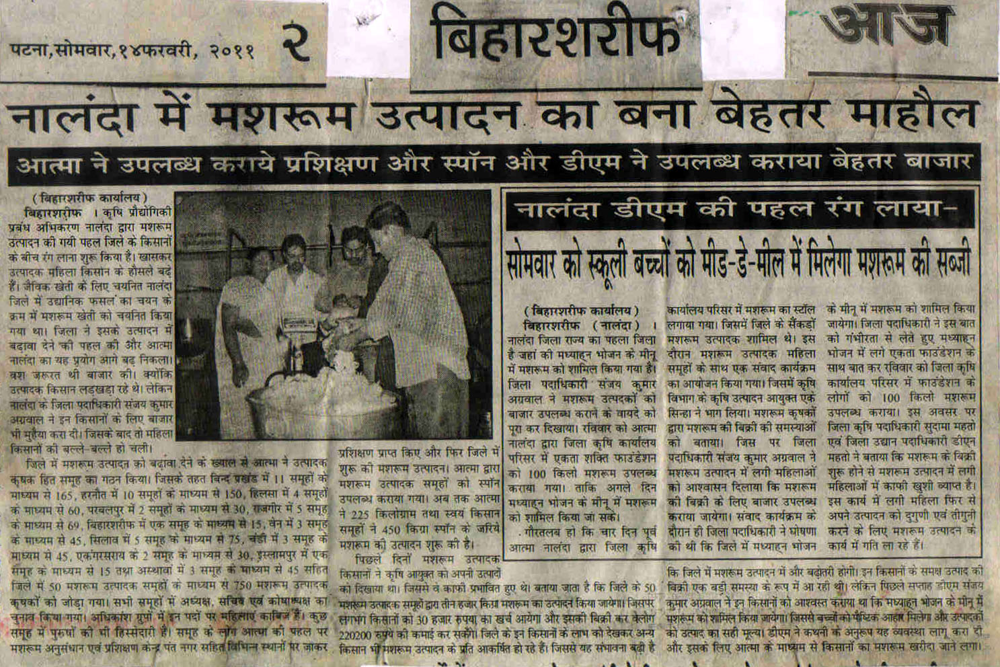 पटना,सोमवार,१४फरवरी, २०११
२
बिहारशरीफ
आज
नालंदा में मशरूम उत्पादन का बना बेहतर माहौल
आत्मा ने उपलब्ध कराये प्रशिक्षण और स्पॉन और डीएम ने उपलब्ध कराया बेहतर बाजार
(बिहारशरीफ कार्यालय)
बिहारशरीफ । कृषि प्रौद्योगिकी
प्रबंध अभिकरण नालंदा द्वारा मशरूम
उत्पादन की गयी पहल जिले के किसानों
के बीच रंग लाना शुरू किया है। खासकर
उत्पादक महिला किसान के हौसले बढ़े
हैं। जैविक खेती के लिए चयनित नालंदा
जिले में उद्यानिक फसल का चयन के
क्रम में मशरूम खेती को चयनित किया
गया था। जिला ने इसके उत्पादन में
बढ़ावा देने की पहल की और आत्मा
नालंदा का यह प्रयोग आगे बढ़ निकला।
वश जरूरत थी बाजार की। क्योंकि
उत्पादक किसान लड़खड़ा रहे थे। लेकिन
नालंदा के जिला पदाधिकारी संजय कुमार
अग्रवाल ने इन किसानों के लिए बाजार
भी मुहैया करा दी। जिसके बाद तो महिला
किसानों की बल्ले-बल्ले हो चली।
जिले में मशरूम उत्पादन को बढ़ावा देने के ख्याल से आत्मा ने उत्पादक
कृषक हित समूह का गठन किया। जिसके तहत बिन्द प्रखंड में 11 समूहों के
माध्यम से 165, हरनौत में 10 समूहों के माध्यम से 150, हिलसा में 4 समूहों
के माध्यम से 60, परबलपुर में 2 समूहों के माध्यम से 30, राजगीर में 5 समूह
के माध्यम से 69, बिहारशरीफ में एक समूह के माध्यम से 15, वेन में 3 समूह
के माध्यम से 45, सिलाव में 5 समूह के माध्यम से 75, चंडी में 3 समूह के
माध्यम से 45, एकंगरसराय के 2 समूह के माध्यम से 30, इस्लामपुर में एक
समूह के माध्यम से 15 तथा अस्थावां में 3 समूह के माध्यम से 45 सहित
जिले में 50 मशरूम उत्पादक समूहों के माध्यम से 750 मशरूम उत्पादक
कृषकों को जोड़ा गया। सभी समूहों में अध्यक्ष, सचिव एवं कोषाध्यक्ष का
चुनाव किया गया। अधिकांश ग्रुपों में इन पदों पर महिलाएं काबिज हैं। कुछ
समूह में पुरुषों की भी हिस्सेदारी है। समूह के लोग आत्मा की पहल पर
मशरूम अनुसंधान एवं प्रशिक्षण केन्द्र पंत नगर सहित विभिन्न स्थानों पर जाकर
प्रशिक्षण प्राप्त किए और फिर जिले में
शुरू की मशरूम उत्पादन। आत्मा द्वारा
मशरूम उत्पादक समूहों को स्पॉन
उपलब्ध कराया गया। अब तक आत्मा
ने 225 किलोग्राम तथा स्वयं किसान
समूहों ने 450 किग्रा स्पॉन के जरिये
मशरूम की उत्पादन शुरू की है।
पिछले दिनों मशरूम उत्पादक
किसानों ने कृषि आयुक्त को अपनी उत्पादों
को दिखाया था। जिससे वे काफी प्रभावित हुए थे। बताया जाता है कि जिले के 50
मशरूम उत्पादक समूहों द्वारा तीन हजार किग्रा मशरूम का उत्पादन किया जायेगा। जिसपर
लगभग किसानों को 30 हजार रुपया का खर्च आयेगा और इसकी बिक्री कर वेलोग
220200 रुपये की कमाई कर सकेंगे। जिले के इन किसानों के लाभ को देखकर अन्य
किसान भी मशरूम उत्पादन के प्रति आकर्षित हो रहे हैं। जिससे यह संभावना बढ़ी है
कि जिले में मशरूम उत्पादन में और बढ़ोतरी होगी। इन किसानों के समक्ष उत्पाद की
बिक्री एक बड़ी समस्या के रूप में आ रही थी। लेकिन पिछले सप्ताह डीएम संजय
कुमार अग्रवाल ने इन किसानों को आश्वस्त कराया था कि मध्याहन भोजन के मीनू में
मशरूम को शामिल किया जायेगा। जिससे बच्चों को पौष्टिक आहार मिलेगा और उत्पादकों
को उत्पाद का सही मूल्य। डीएम ने कथनी के अनुरूप यह व्यवस्था लागू करा दी
और इसके लिए आत्मा के माध्यम से किसानों का मशरूम खरीदा जाने लगा।
नालंदा डीएम की पहल रंग लाया-
सोमवार को स्कूली बच्चों को मीड-डे-मील में मिलेगा मशरूम की सब्जी
(बिहारशरीफ कार्यालय)
बिहारशरीफ (नालंदा) ।
नालंदा जिला राज्य का पहला जिला
है जहां की मध्याहन भोजन के मीनू
में मशरूम को शामिल किया गया है।
जिला पदाधिकारी संजय कुमार
अग्रवाल ने मशरूम उत्पदकों को
बाजार उपलब्ध कराने के वायदे को
पूरा कर दिखाया। रविवार को आत्मा
नालंदा द्वारा जिला कृषि कार्यालय
परिसर में एकता शक्ति फाउंडेशन
को 100 किलो मशरूम उपलब्ध
कराया गया। ताकि अगले दिन
मध्याहन भोजन के मीनू में मशरूम
को शामिल किया जा सके।
गौरतलब हो कि चार दिन पूर्व
आत्मा नालंदा द्वारा जिला कृषि
कार्यालय परिसर में मशरूम का स्टॉल
लगाया गया। जिसमें जिले के सैंकड़ों
मशरूम उत्पादक शामिल थे। इस
दौरान मशरूम उत्पादक महिला
समूहों के साथ एक संवाद कार्यक्रम
का आयोजन किया गया। जिसमें कृषि
विभाग के कृषि उत्पादन आयुक्त एके
सिन्हा ने भाग लिया। मशरूम कृषकों
द्वारा मशरूम की बिक्री की समस्याओं
को बताया। जिस पर जिला
पदाधिकारी संजय कुमार अग्रवाल ने
मशरूम उत्पादन में लगी महिलाओं
को आश्वासन दिलाया कि मशरूम
की बिक्री के लिए बाजार उपलब्ध
कराया जायेगा। संवाद कार्यक्रम के
दौरान ही जिला पदाधिकारी ने घोषणा
की थी कि जिले में मध्याहन भोजन
के मीनू में मशरूम को शामिल किया
जायेगा। जिला पदाधिकारी ने इस बात
को गंभीरता से लेते हुए मध्याहन
भोजन में लगे एकता फाउंडेशन के
साथ बात कर रविवार को जिला कृषि
कार्यालय परिसर में फाउंडेशन के
लोगों को 100 किलो मशरूम
उपलब्ध कराया। इस अवसर पर
जिला कृषि पदाधिकारी सुदामा महतो
एवं जिला उद्यान पदाधिकारी डीएन
महतो ने बताया कि मशरूम के बिक्री
शुरू होने से मशरूम उत्पादन में लगी
महिलाओं में काफी खुशी व्याप्त है।
इस कार्य में लगी महिला फिर से
अपने उत्पादन को दुगुणी एवं तीगुनी
करने के लिए मशरूम उत्पादन के
कार्य में गति ला रहे हैं।